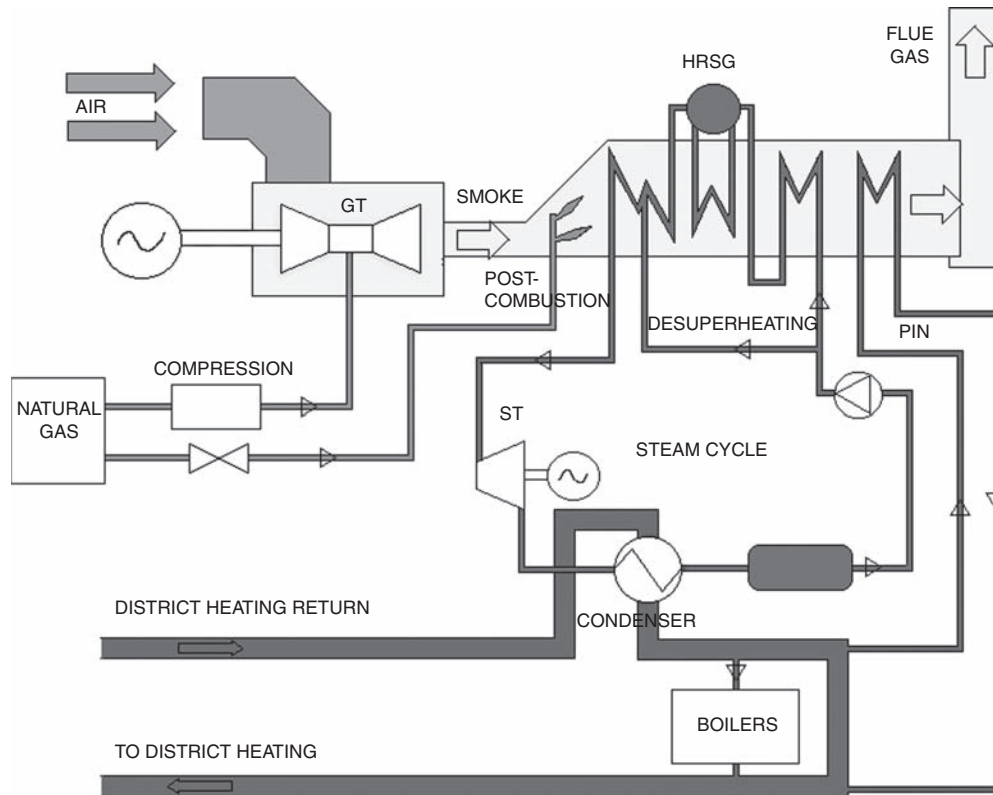 FLUE
GAS
HRSG
AIR
GT
SMOKE
POST-
COMBUSTION
DESUPERHEATING
PIN
COMPRESSION
NATURAL
GAS
ST
STEAM CYCLE
DISTRICT HEATING RETURN
CONDENSER
BOILERS
TO DISTRICT HEATING